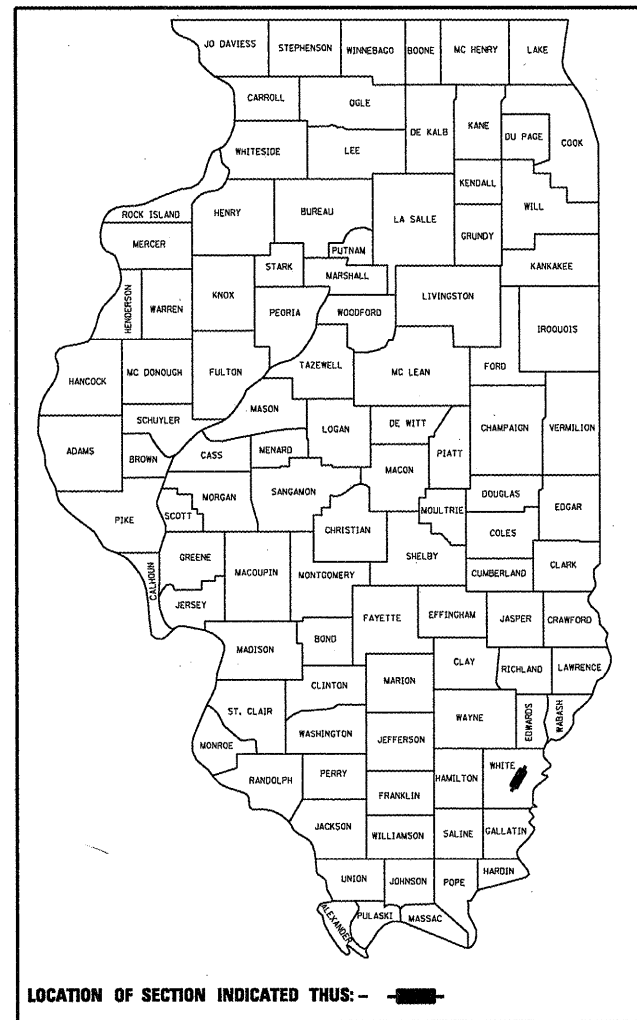 JO DAVIESS STEPHENSON WINNEBAGO BOONE MC HENRY LAKE
CARROLL OGLE DE KALB KANE DU PAGE COOK
WHITESIDE LEE
KENDALL
ROCK ISLAND HENRY BUREAU LA SALLE WILL
PUTNAM GRUNDY
MERCER
STARK MARSHALL KANKAKEE
HENDERSON WARREN KNOX PEORIA WOODFORD LIVINGSTON
IROQUOIS
HANCOCK MC DONOUGH FULTON TAZEWELL MC LEAN FORD
MASON
SCHUYLER LOGAN DE WITT CHAMPAIGN VERMILION
ADAMS BROWN CASS MENARD MACON PIATT
MORGAN SANGAMON DOUGLAS
PIKE SCOTT CHRISTIAN MOULTRIE COLES EDGAR
GREENE SHELBY
CALHOUN MACOUPIN MONTGOMERY CUMBERLAND CLARK
JERSEY
FAYETTE EFFINGHAM JASPER CRAWFORD
MADISON BOND
CLAY RICHLAND LAWRENCE
CLINTON MARION
ST. CLAIR WAYNE EDWARDS WABASH
WASHINGTON JEFFERSON
MONROE
RANDOLPH PERRY HAMILTON WHITE
FRANKLIN
JACKSON WILLIAMSON SALINE GALLATIN
UNION JOHNSON POPE HARDIN
ALEXANDER PULASKI MASSAC
LOCATION OF SECTION INDICATED THUS: -